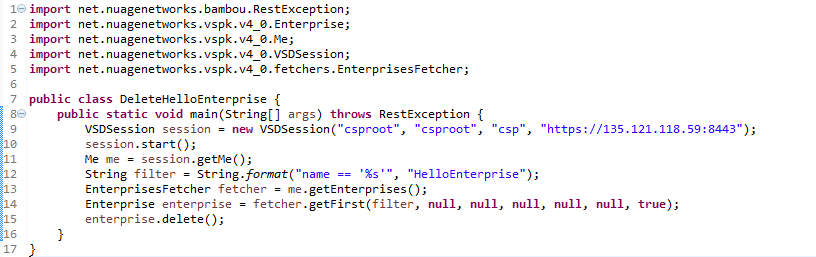 1 import net.nuagenetworks.bambou.RestException;
2 import net.nuagenetworks.vspk.v4_0.Enterprise;
3 import net.nuagenetworks.vspk.v4_0.Me;
4 import net.nuagenetworks.vspk.v4_0.VSDSession;
5 import net.nuagenetworks.vspk.v4_0.fetchers.EnterprisesFetcher;
6
7 public class DeleteHelloEnterprise {
8     public static void main(String[] args) throws RestException {
9         VSDSession session = new VSDSession("csproot", "csproot", "csp", "https://135.121.118.59:8443");
10         session.start();
11         Me me = session.getMe();
12         String filter = String.format("name == '%s'", "HelloEnterprise");
13         EnterprisesFetcher fetcher = me.getEnterprises();
14         Enterprise enterprise = fetcher.getFirst(filter, null, null, null, null, null, true);
15         enterprise.delete();
16     }
17 }